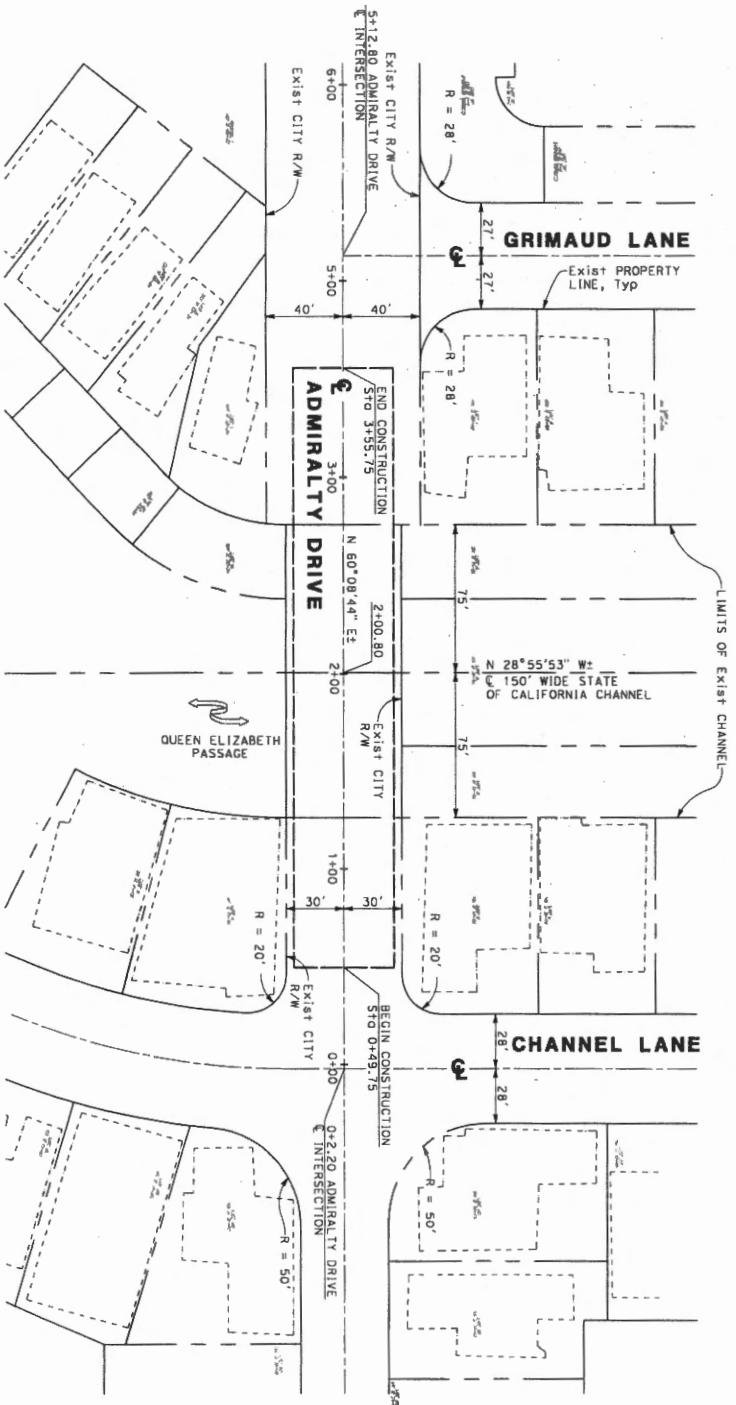 GRIMAUD LANE
27'
27'
℄
Exist PROPERTY
LINE, Typ
R = 28'
R = 28'
Exist CITY R/W
5+12.80 ADMIRALTY DRIVE
℄ INTERSECTION
Exist CITY R/W
6+00
5+00
40'
40'
END CONSTRUCTION
Sta 3+55.75
℄
ADMIRALTY DRIVE
3+00
N 60°08'44" E±
2+00.80
2+00
Exist CITY
R/W
75'
75'
LIMITS OF Exist CHANNEL
N 28°55'53" W±
℄ 150' WIDE STATE
OF CALIFORNIA CHANNEL
QUEEN ELIZABETH
PASSAGE
1+00
30'
30'
R = 20'
R = 20'
Exist CITY
R/W
BEGIN CONSTRUCTION
Sta 0+49.75
28'
28'
CHANNEL LANE
℄
0+00
0+2.20 ADMIRALTY DRIVE
℄ INTERSECTION
R = 50'
R = 50'